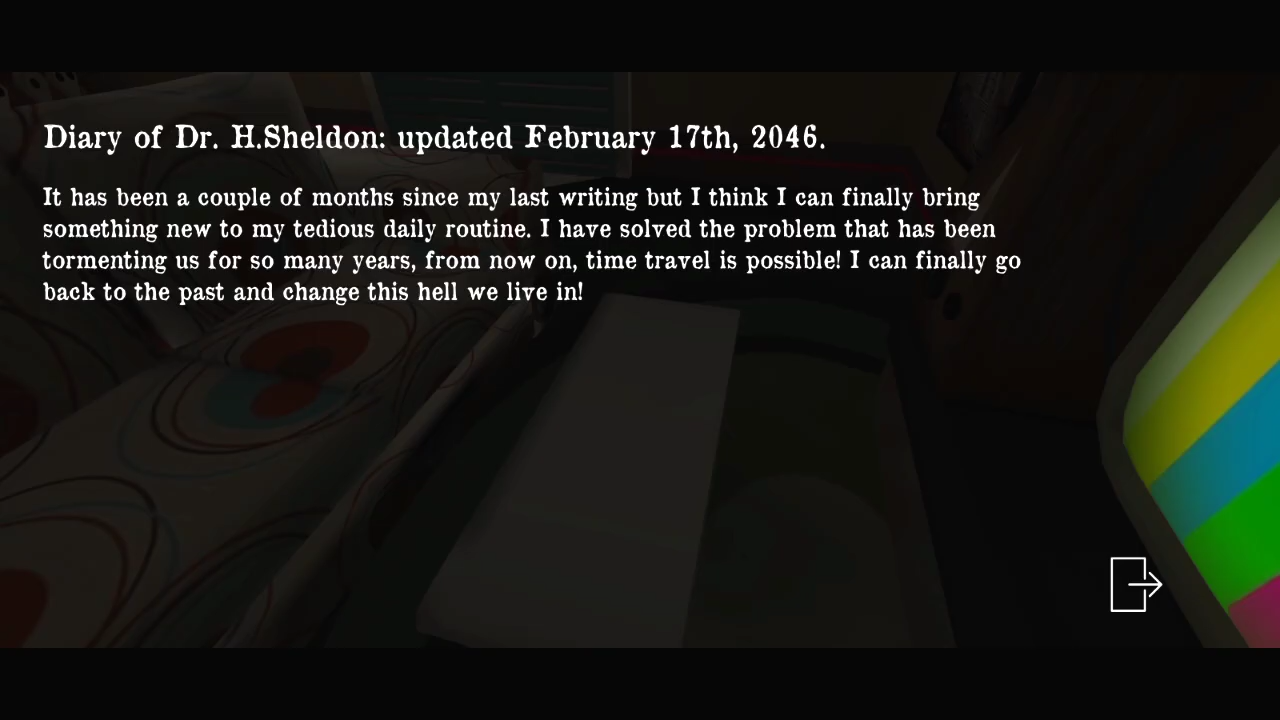 Diary of Dr. H.Sheldon: updated February 17th, 2046.
It has been a couple of months since my last writing but I think I can finally bring
something new to my tedious daily routine. I have solved the problem that has been
tormenting us for so many years, from now on, time travel is possible! I can finally go
back to the past and change this hell we live in!